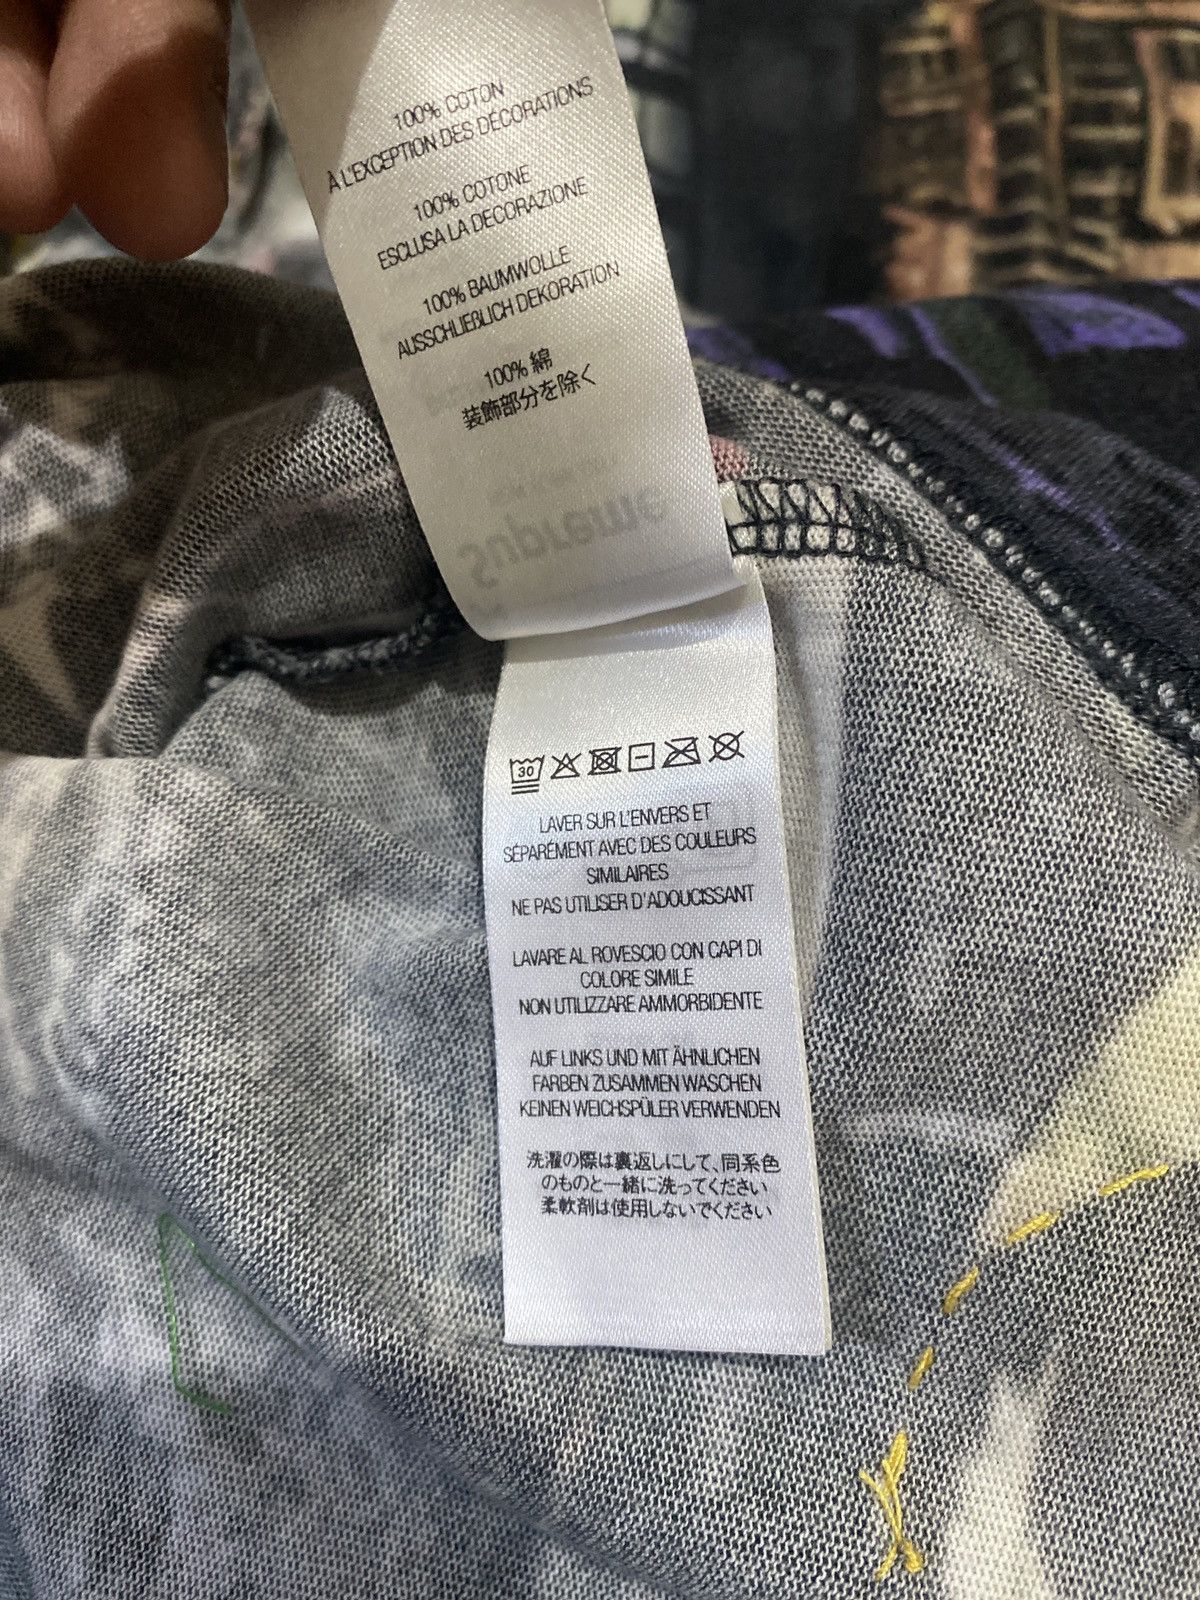 100% COTON
À L'EXCEPTION DES DÉCORATIONS
100% COTONE
ESCLUSA LA DECORAZIONE
100% BAUMWOLLE
AUSSCHLIEßLICH DEKORATION
100% 綿
装飾部分を除く
Supreme
30
LAVER SUR L'ENVERS ET
SÉPARÉMENT AVEC DES COULEURS
SIMILAIRES
NE PAS UTILISER D'ADOUCISSANT
LAVARE AL ROVESCIO CON CAPI DI
COLORE SIMILE
NON UTILIZZARE AMMORBIDENTE
AUF LINKS UND MIT ÄHNLICHEN
FARBEN ZUSAMMEN WASCHEN
KEINEN WEICHSPÜLER VERWENDEN
洗濯の際は裏返しにして、同系色
のものと一緒に洗ってください
柔軟剤は使用しないでください